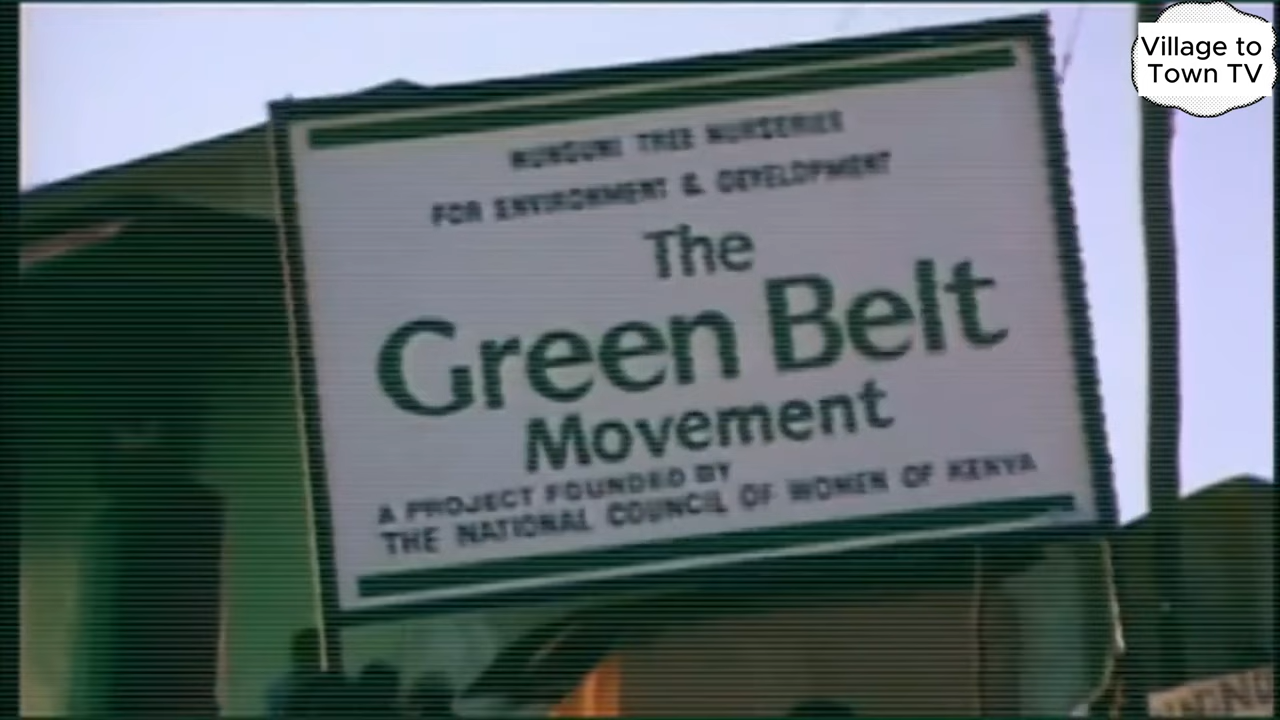 Village to
Town TV
NUNGUNI TREE NURSERIES
FOR ENVIRONMENT & DEVELOPMENT
The
Green Belt
Movement
A PROJECT FOUNDED BY
THE NATIONAL COUNCIL OF WOMEN OF KENYA